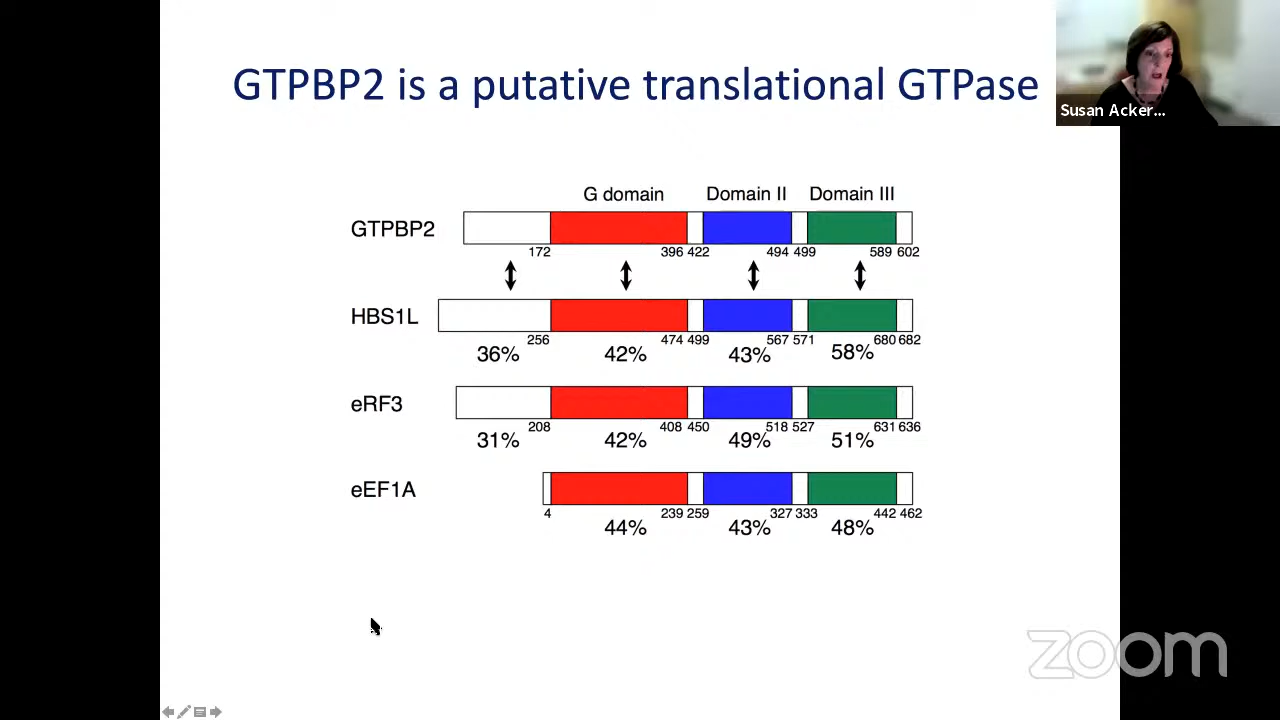 GTPBP2 is a putative translational GTPase
Susan Acker...
G domain Domain II Domain III
GTPBP2
172 396 422 494 499 589 602
HBS1L
256 474 499 567 571 680 682
36% 42% 43% 58%
eRF3
208 408 450 518 527 631 636
31% 42% 49% 51%
eEF1A
4 239 259 327 333 442 462
44% 43% 48%
zoom